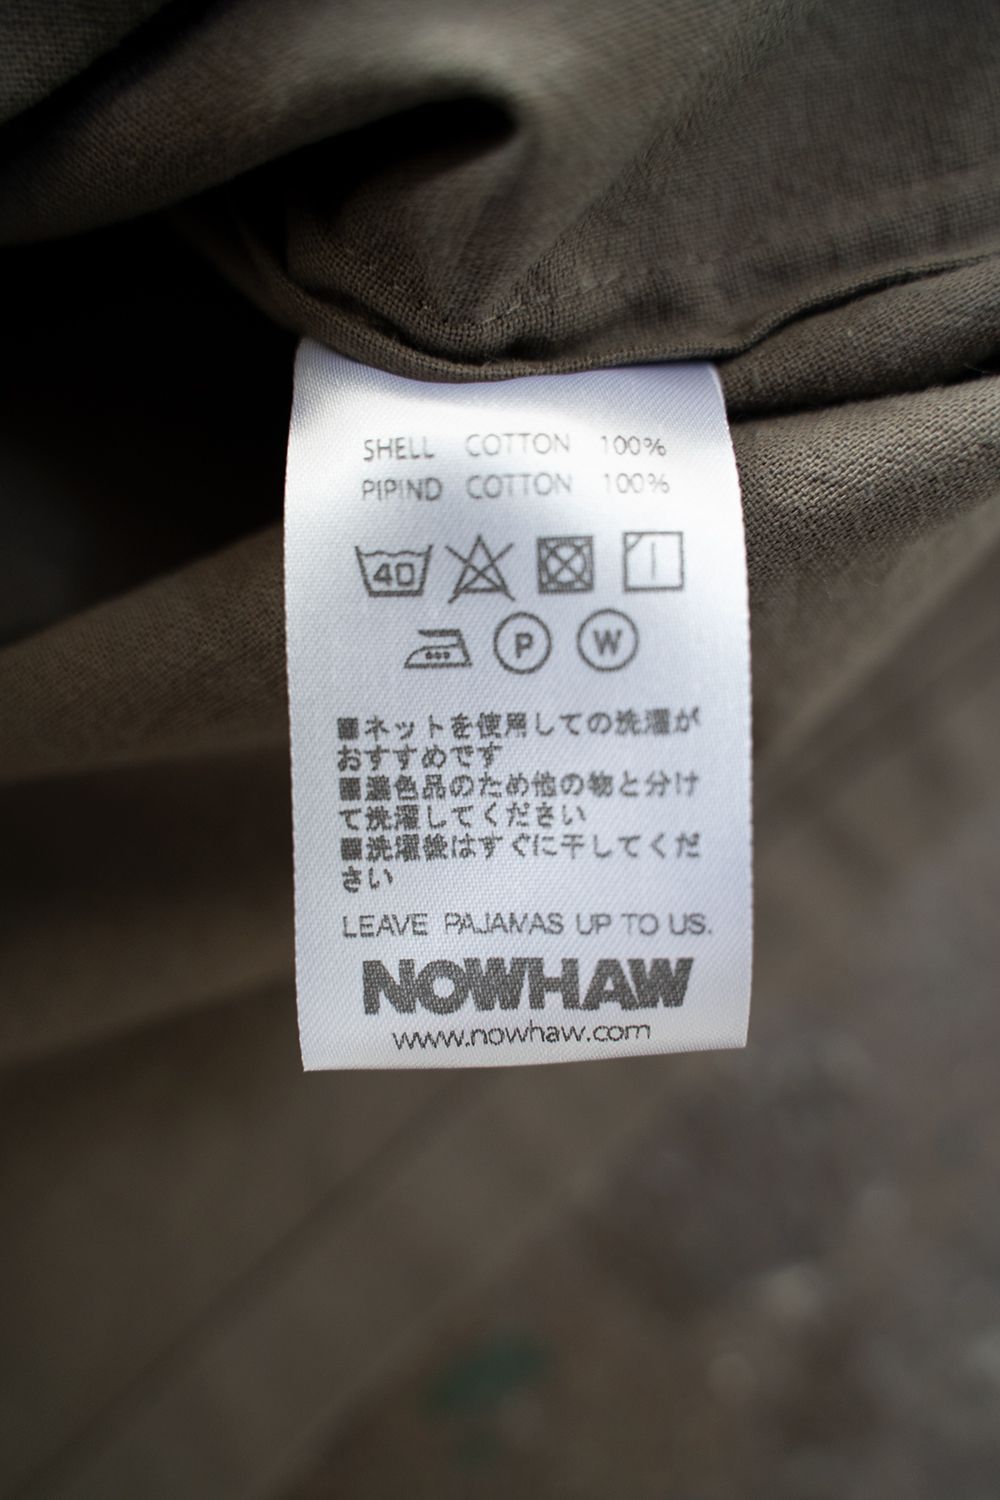 SHELL COTTON 100%
PIPIND COTTON 100%
40
P W
■ネットを使用しての洗濯が
おすすめです
■濃色品のため他の物と分け
て洗濯してください
■洗濯後はすぐに干してくだ
さい
LEAVE PAJAMAS UP TO US.
NOWHAW
www.nowhaw.com